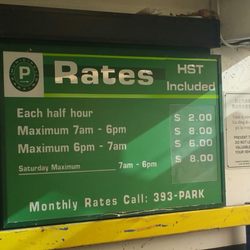 P
Rates
HST
Included
Each half hour $ 2.00
Maximum 7am - 6pm $ 8.00
Maximum 6pm - 7am $ 6.00
Saturday Maximum 7am - 6pm $ 8.00
Monthly Rates Call: 393-PARK